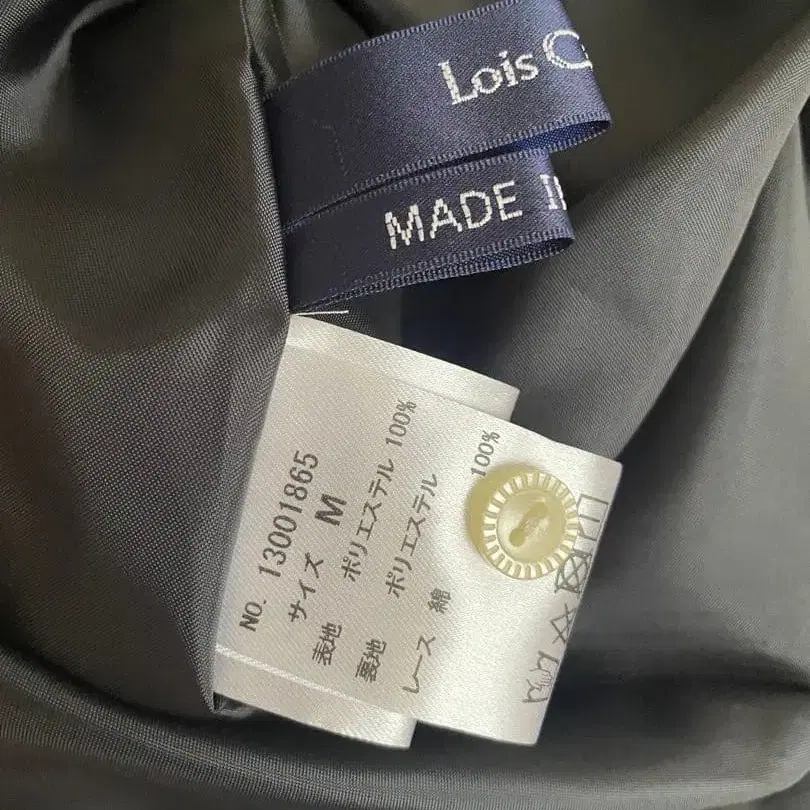 Lois C
MADE I
NO. 13001865
サイズ M
表地 ポリエステル 100%
裏地 ポリエステル
レース 綿 100%